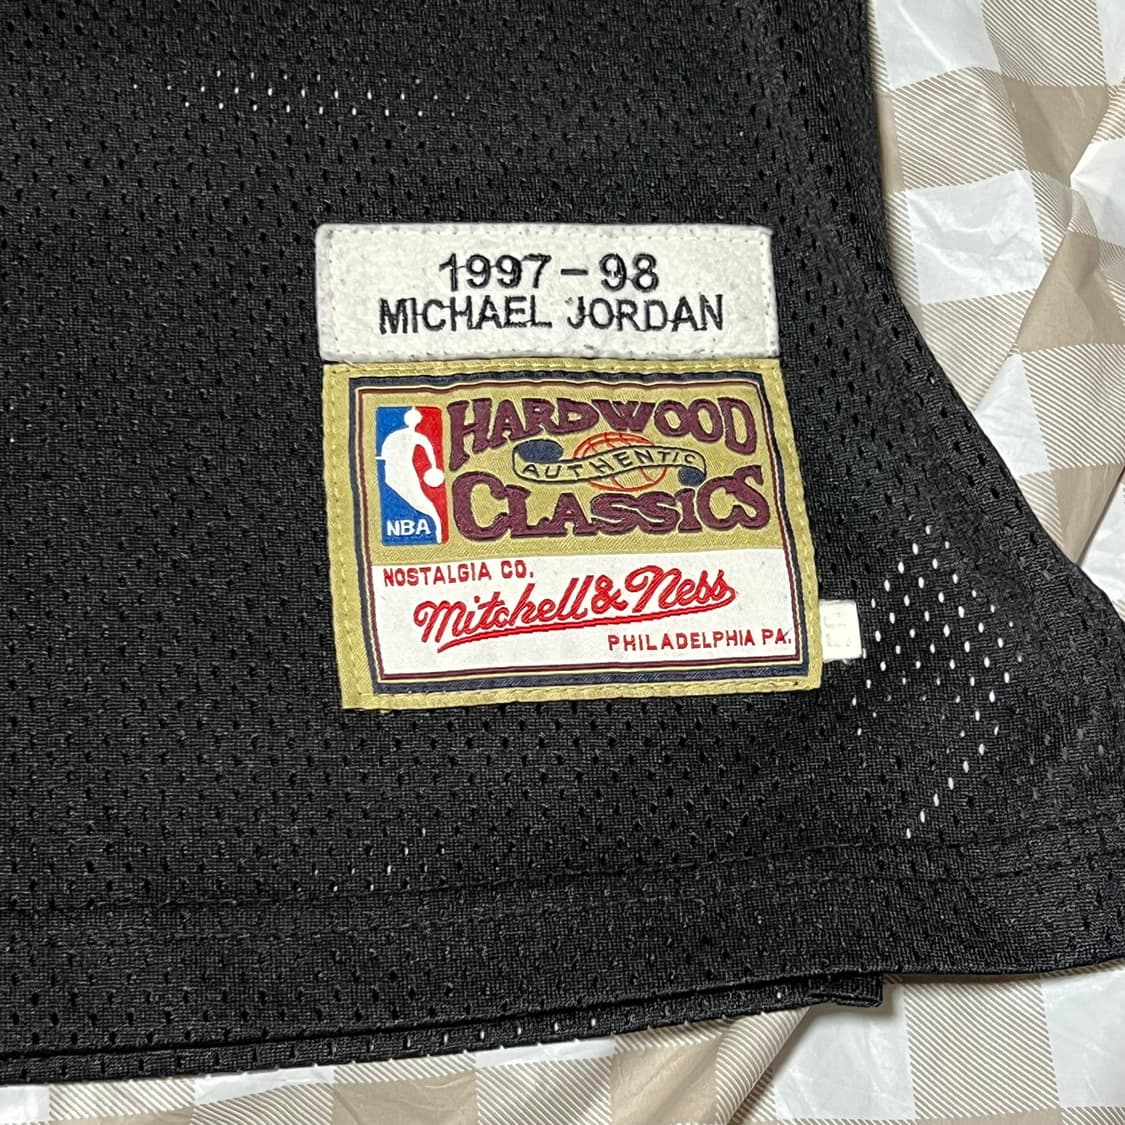 1997-98
MICHAEL JORDAN
HARDWOOD
AUTHENTIC
CLASSICS
NBA
NOSTALGIA CO.
Mitchell & Ness
PHILADELPHIA PA.